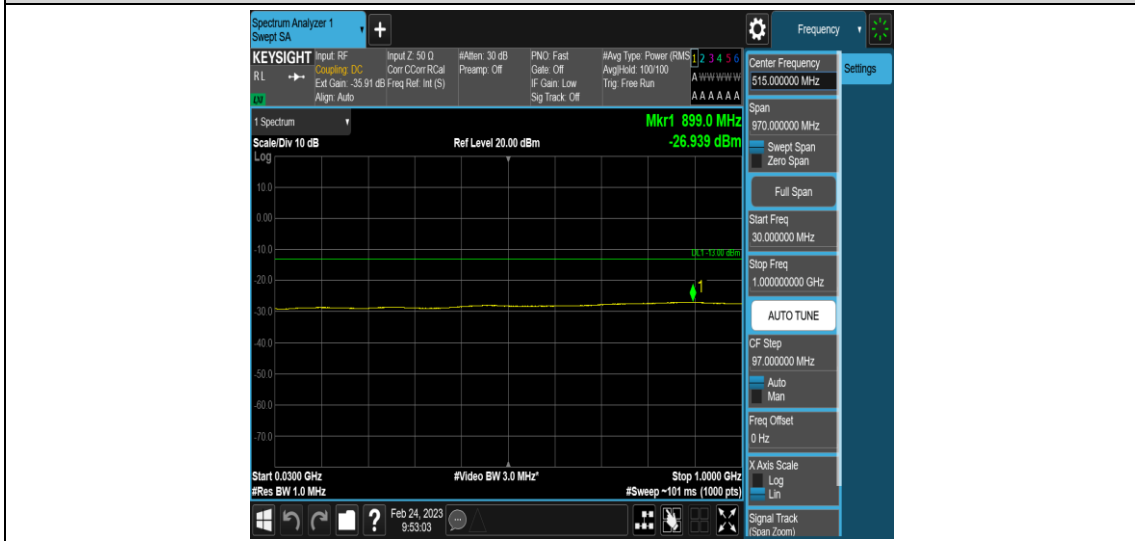 Spectrum Analyzer 1
Swept SA
+
Frequency
KEYSIGHT
RL
LXI
Input: RF
Coupling: DC
Ext Gain: -35.91 dB
Align: Auto
Input Z: 50 Ω
Corr CCorr RCal
Freq Ref: Int (S)
#Atten: 30 dB
Preamp: Off
PNO: Fast
Gate: Off
IF Gain: Low
Sig Track: Off
#Avg Type: Power (RMS
Avg|Hold: 100/100
Trig: Free Run
1 2 3 4 5 6
A W W W W W
A A A A A A
1 Spectrum
Mkr1 899.0 MHz
Scale/Div 10 dB
Ref Level 20.00 dBm
-26.939 dBm
Log
10.0
0.00
-10.0
DL1 -13.00 dBm
-20.0
1
-30.0
-40.0
-50.0
-60.0
-70.0
Start 0.0300 GHz
#Video BW 3.0 MHz*
Stop 1.0000 GHz
#Res BW 1.0 MHz
#Sweep ~101 ms (1000 pts)
?
Feb 24, 2023
9:53:03
Center Frequency
515.000000 MHz
Settings
Span
970.000000 MHz
Swept Span
Zero Span
Full Span
Start Freq
30.000000 MHz
Stop Freq
1.000000000 GHz
AUTO TUNE
CF Step
97.000000 MHz
Auto
Man
Freq Offset
0 Hz
X Axis Scale
Log
Lin
Signal Track
(Span Zoom)